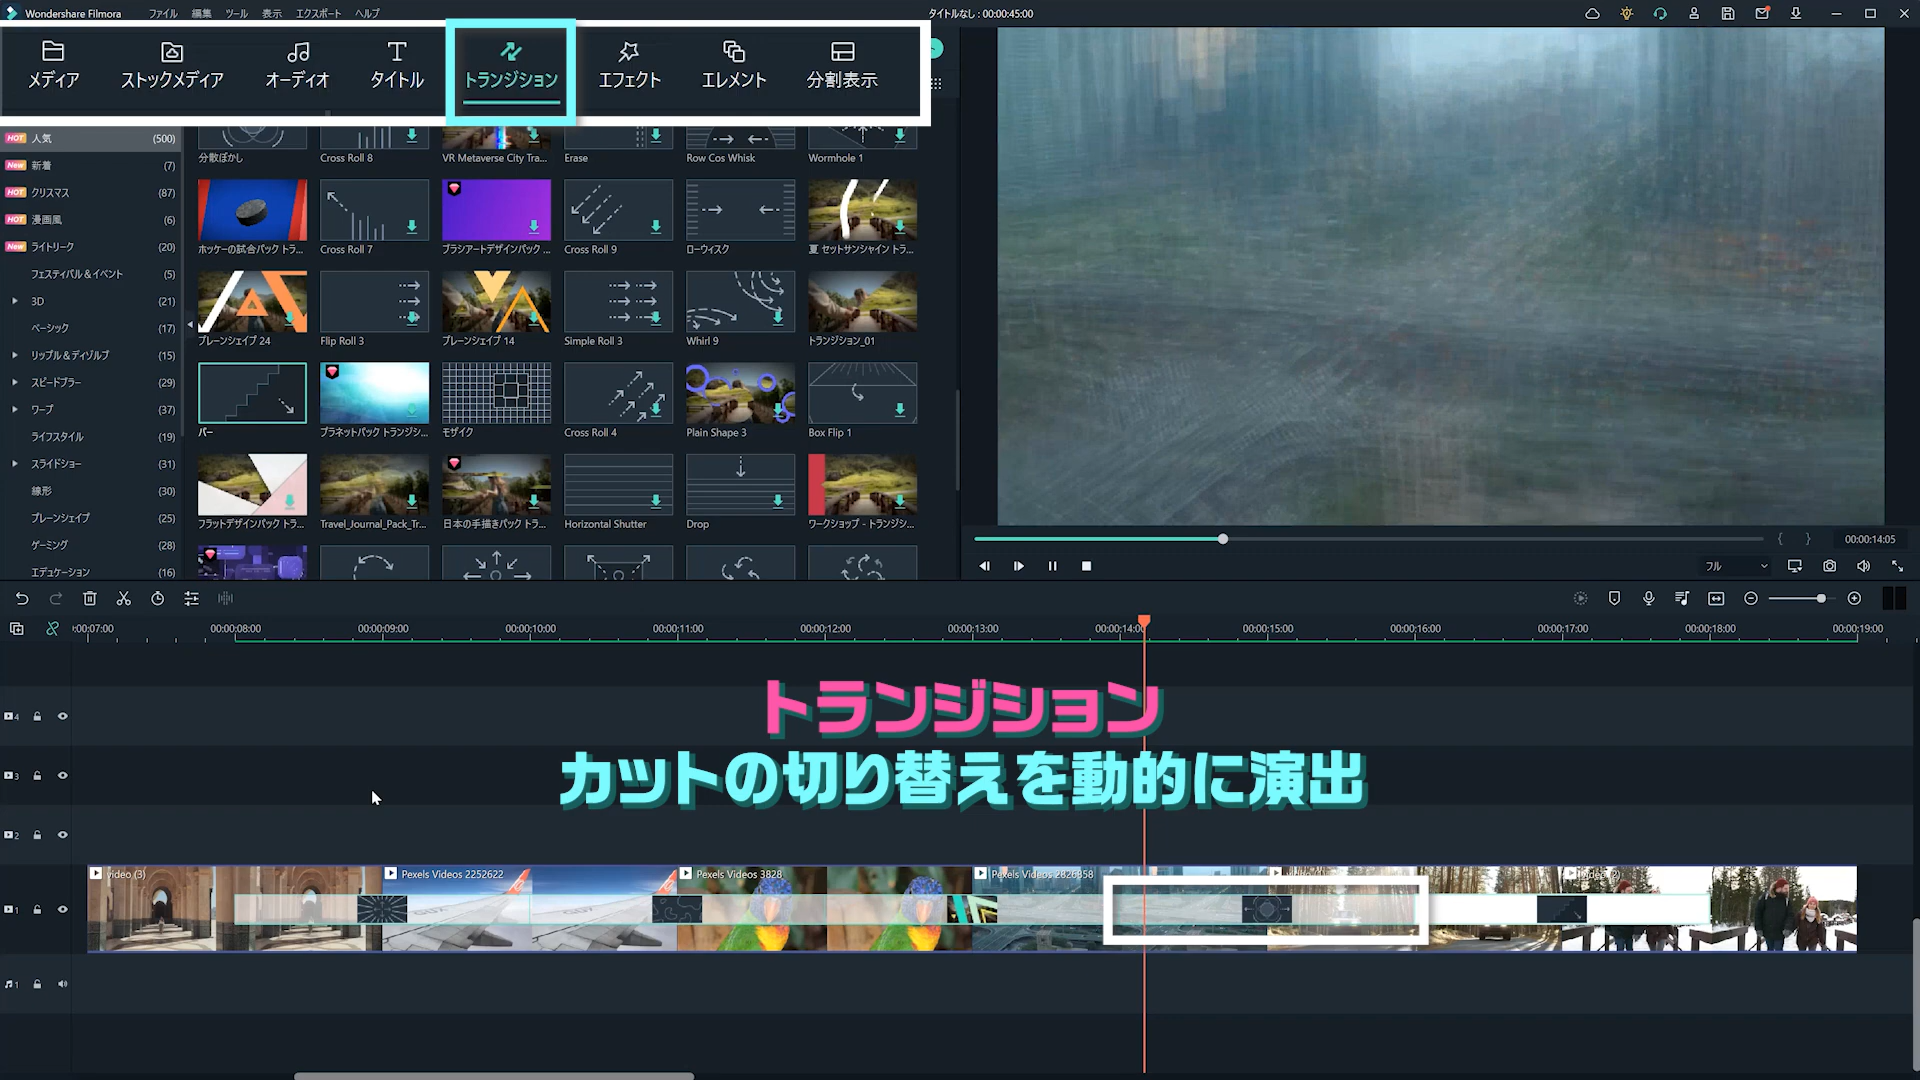 Wondershare Filmora ファイル 編集 ツール 表示 エクスポート ヘルプ タイトルなし : 00:00:45:00
メディア ストックメディア オーディオ タイトル トランジション エフェクト エレメント 分割表示
HOT 人気 (500)
New 新着 (7)
HOT クリスマス (87)
HOT 漫画風 (6)
New ライトリーク (20)
フェスティバル＆イベント (5)
3D (21)
ベーシック (17)
リップル＆ディゾルブ (15)
スピードブラー (29)
ワープ (37)
ライフスタイル (19)
スライドショー (31)
線形 (30)
プレーンシェイプ (25)
ゲーミング (28)
エデュケーション (16)
分散ぼかし Cross Roll 8 VR Metaverse City Tra... Erase Row Cos Whisk Wormhole 1
ホッケーの試合パック トラ... Cross Roll 7 ブラシアートデザインパック ... Cross Roll 9 ローウィスク 夏 セットサンシャイン トラ...
プレーンシェイプ 24 Flip Roll 3 プレーンシェイプ 14 Simple Roll 3 Whirl 9 トランジション_01
バー プラネットパック トランジシ... モザイク Cross Roll 4 Plain Shape 3 Box Flip 1
フラットデザインパック トラ... Travel_Journal_Pack_Tr... 日本の手描きパック トラ... Horizontal Shutter Drop ワークショップ - トランジシ...
{ } 00:00:14:05
フル
00:00:07:00 00:00:08:00 00:00:09:00 00:00:10:00 00:00:11:00 00:00:12:00 00:00:13:00 00:00:14:00 00:00:15:00 00:00:16:00 00:00:17:00 00:00:18:00 00:00:19:00
トランジション
カットの切り替えを動的に演出
4
3
2
video (3) Pexels Videos 2252622 Pexels Videos 3828 Pexels Videos 2826858
1
1